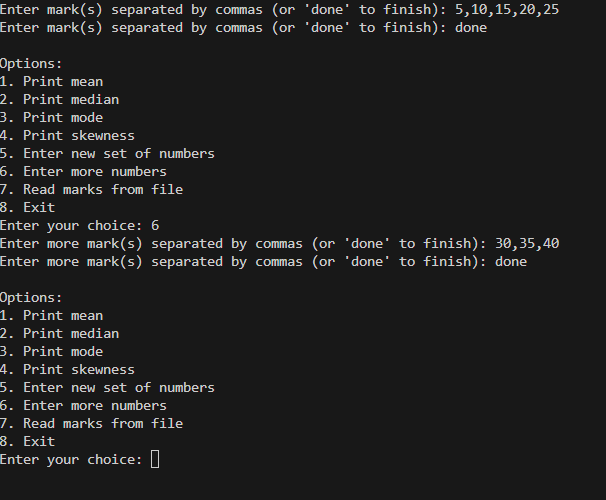 Enter mark(s) separated by commas (or 'done' to finish): 5,10,15,20,25
Enter mark(s) separated by commas (or 'done' to finish): done
Options:
1. Print mean
2. Print median
3. Print mode
4. Print skewness
5. Enter new set of numbers
6. Enter more numbers
7. Read marks from file
8. Exit
Enter your choice: 6
Enter more mark(s) separated by commas (or 'done' to finish): 30,35,40
Enter more mark(s) separated by commas (or 'done' to finish): done
Options:
1. Print mean
2. Print median
3. Print mode
4. Print skewness
5. Enter new set of numbers
6. Enter more numbers
7. Read marks from file
8. Exit
Enter your choice: